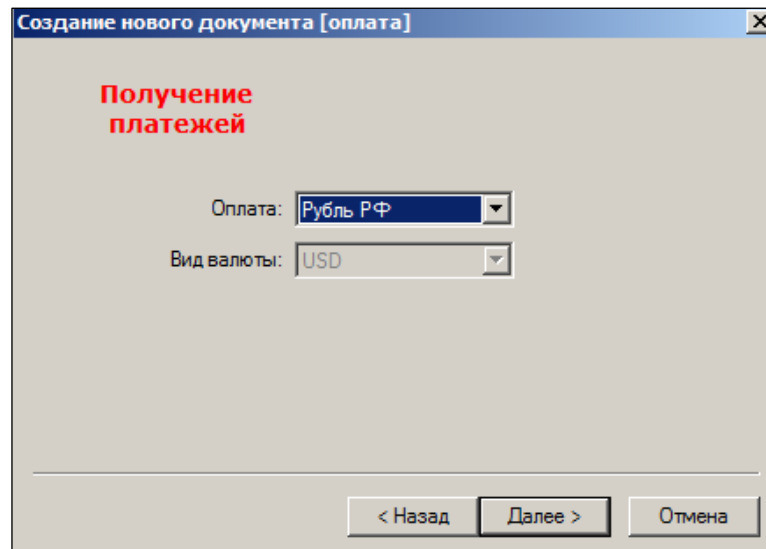 Создание нового документа [оплата]
Получение
платежей
Оплата: Рубль РФ
Вид валюты: USD
< Назад Далее > Отмена